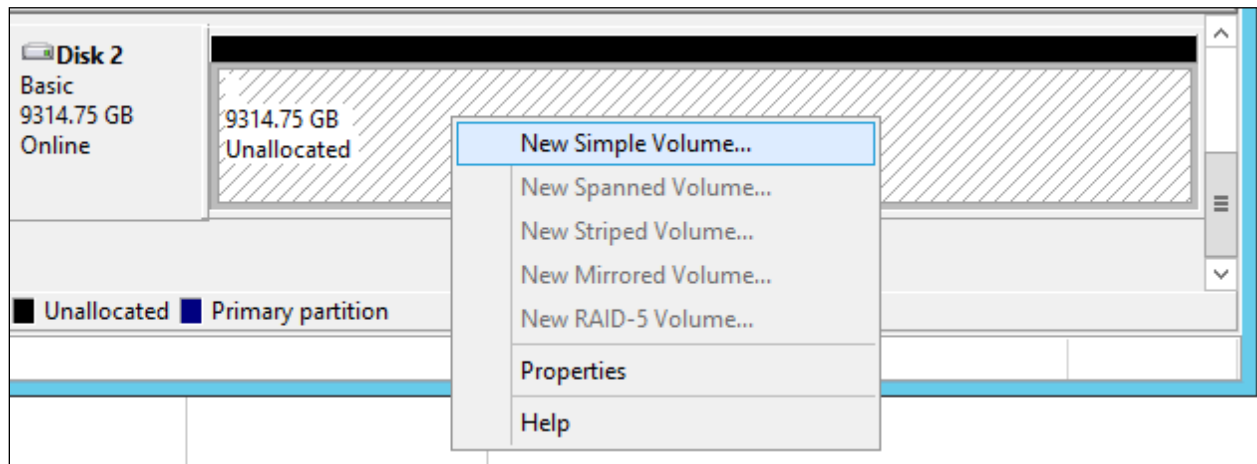 Disk 2
Basic
9314.75 GB
Online
9314.75 GB
Unallocated
New Simple Volume...
New Spanned Volume...
New Striped Volume...
New Mirrored Volume...
New RAID-5 Volume...
Properties
Help
Unallocated Primary partition